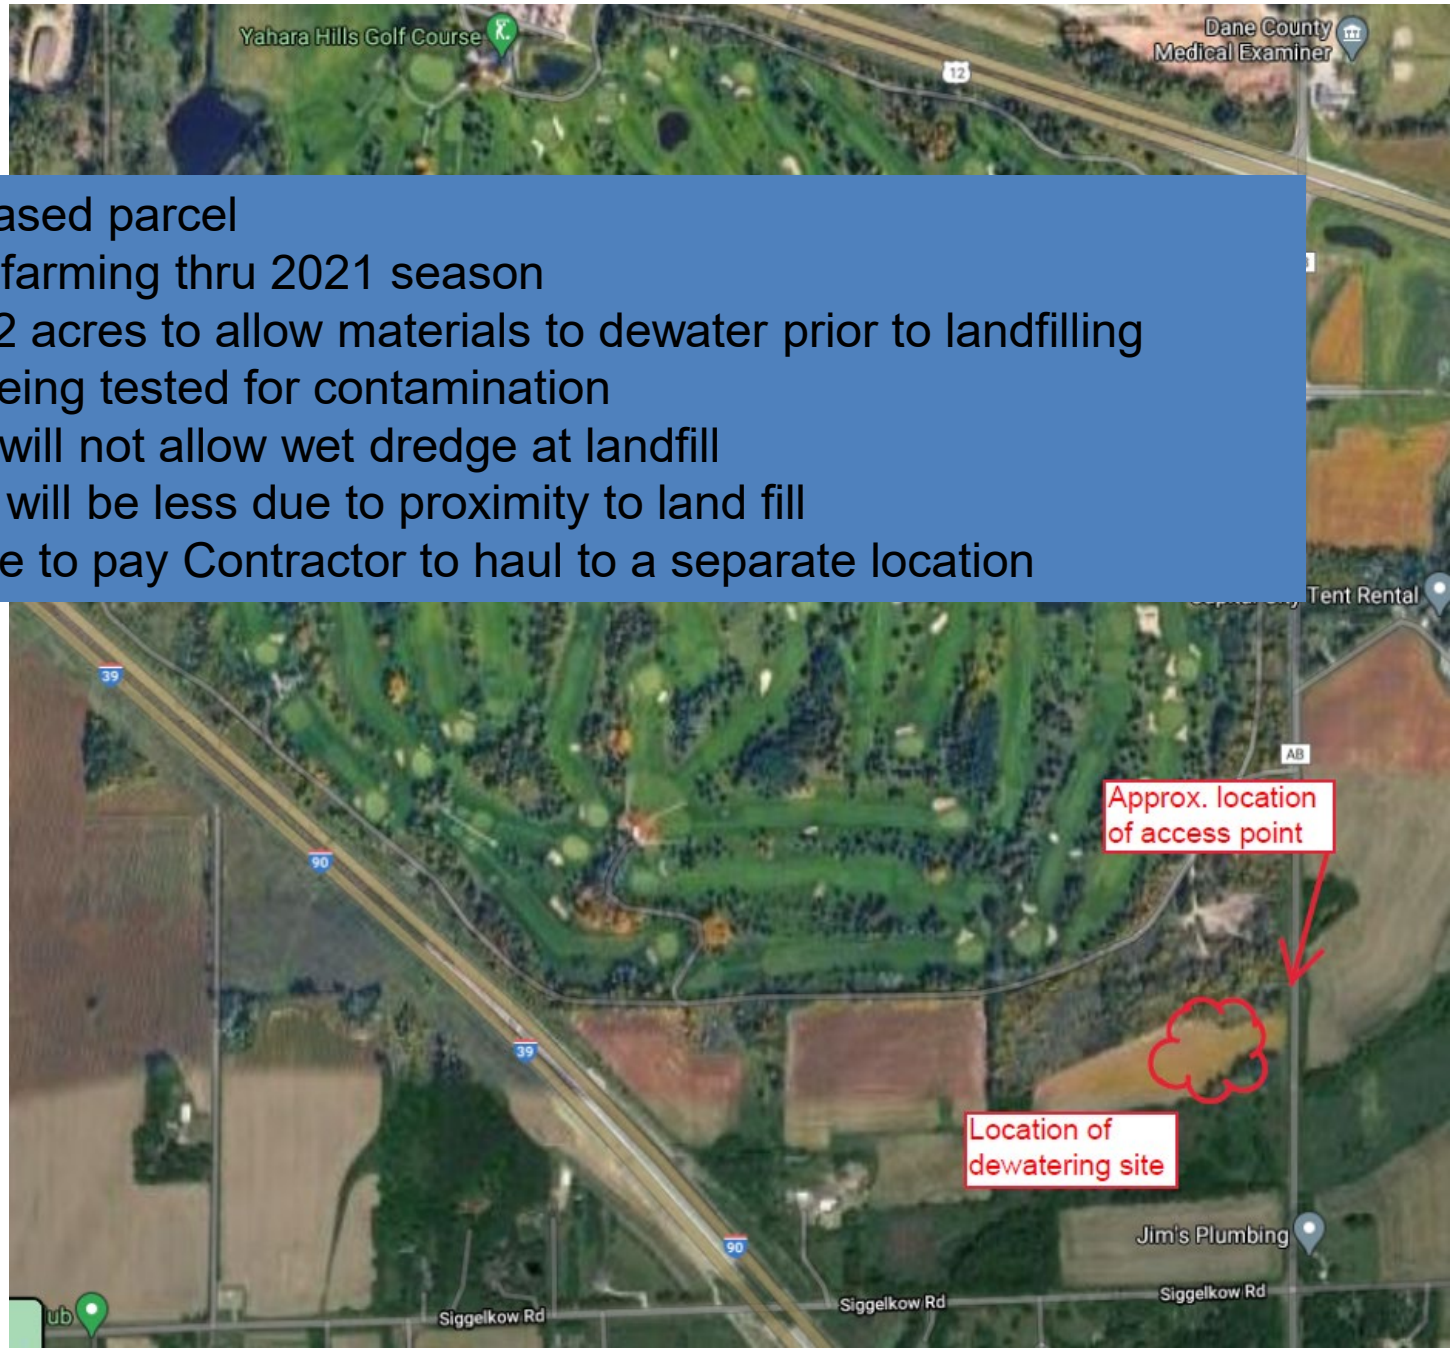 Yahara Hills Golf Course
Dane County
Medical Examiner
12
ased parcel
farming thru 2021 season
2 acres to allow materials to dewater prior to landfilling
eing tested for contamination
will not allow wet dredge at landfill
will be less due to proximity to land fill
e to pay Contractor to haul to a separate location
Tent Rental
39
AB
Approx. location
of access point
90
39
Location of
dewatering site
Jim's Plumbing
90
Siggelkow Rd
Siggelkow Rd
Siggelkow Rd
ub